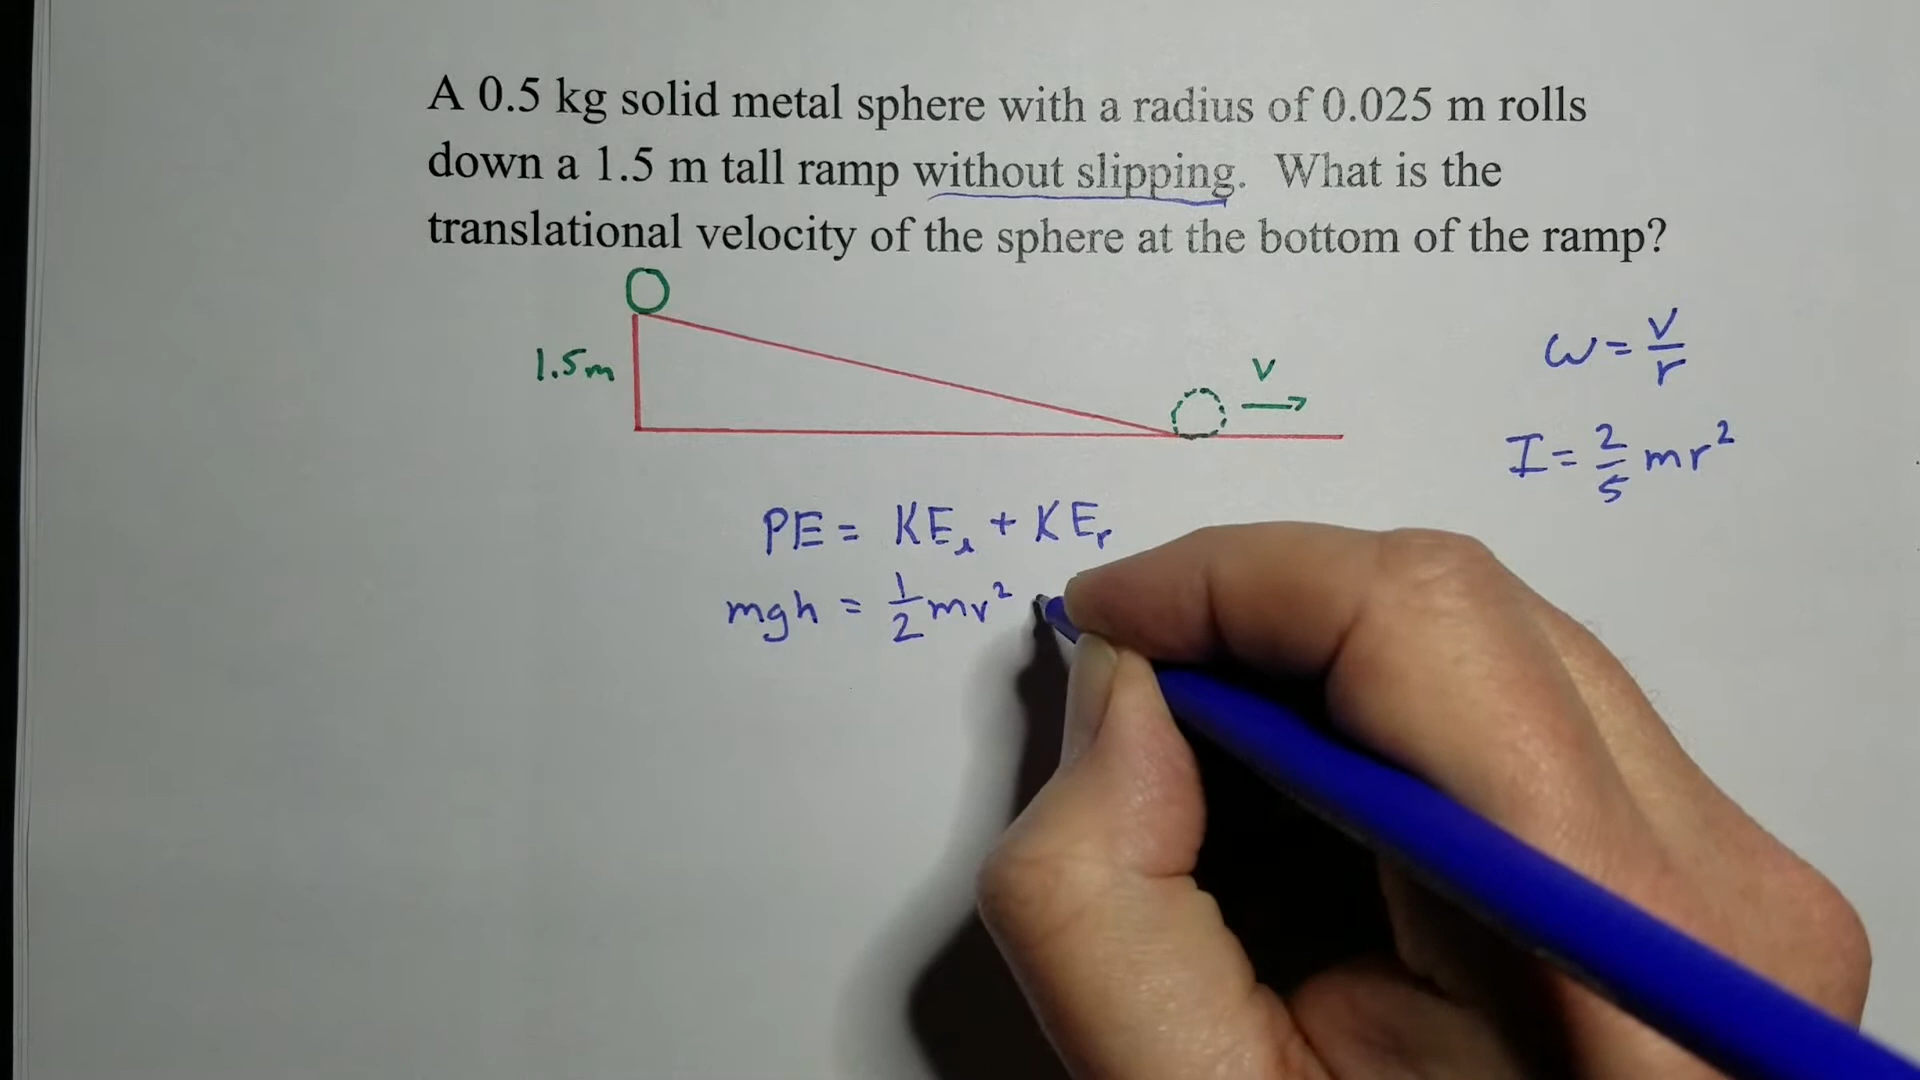 A 0.5 kg solid metal sphere with a radius of 0.025 m rolls
down a 1.5 m tall ramp without slipping. What is the
translational velocity of the sphere at the bottom of the ramp?
1.5m
v
ω = v/r
I = 2/5 mr²
PE = KE + KEr
mgh = 1/2 mv²